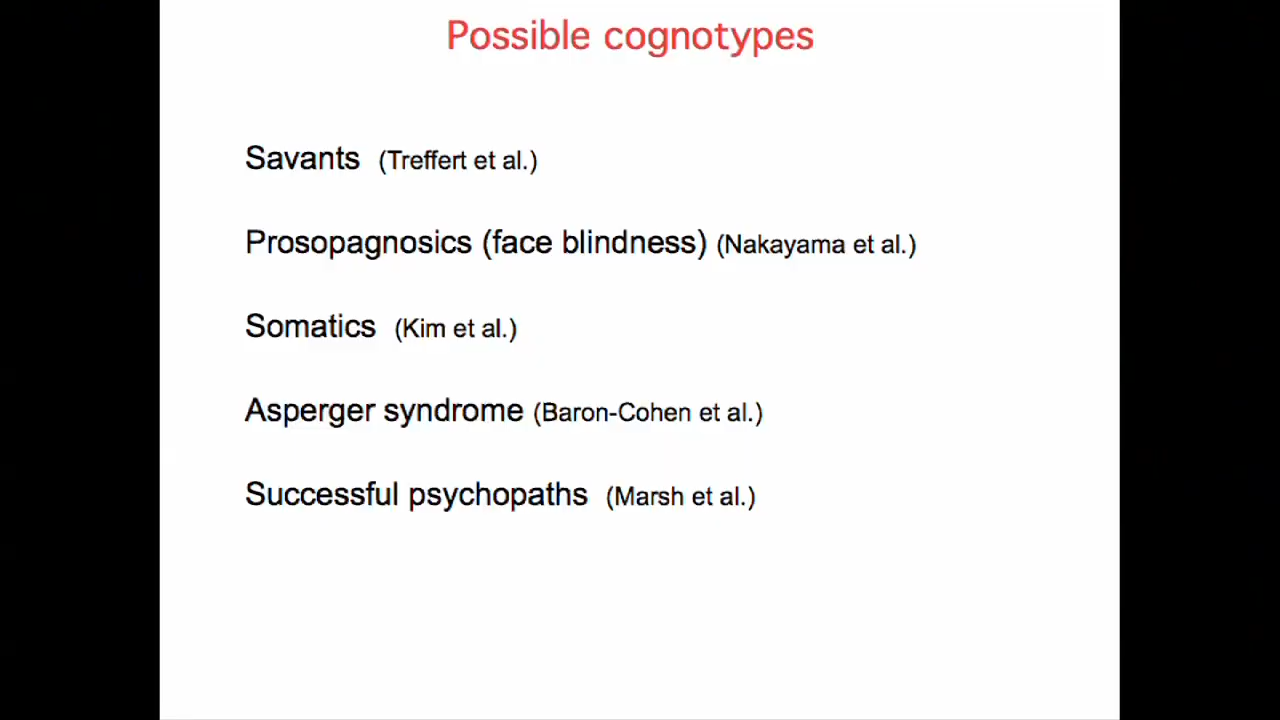 Possible cognotypes
Savants (Treffert et al.)
Prosopagnosics (face blindness) (Nakayama et al.)
Somatics (Kim et al.)
Asperger syndrome (Baron-Cohen et al.)
Successful psychopaths (Marsh et al.)